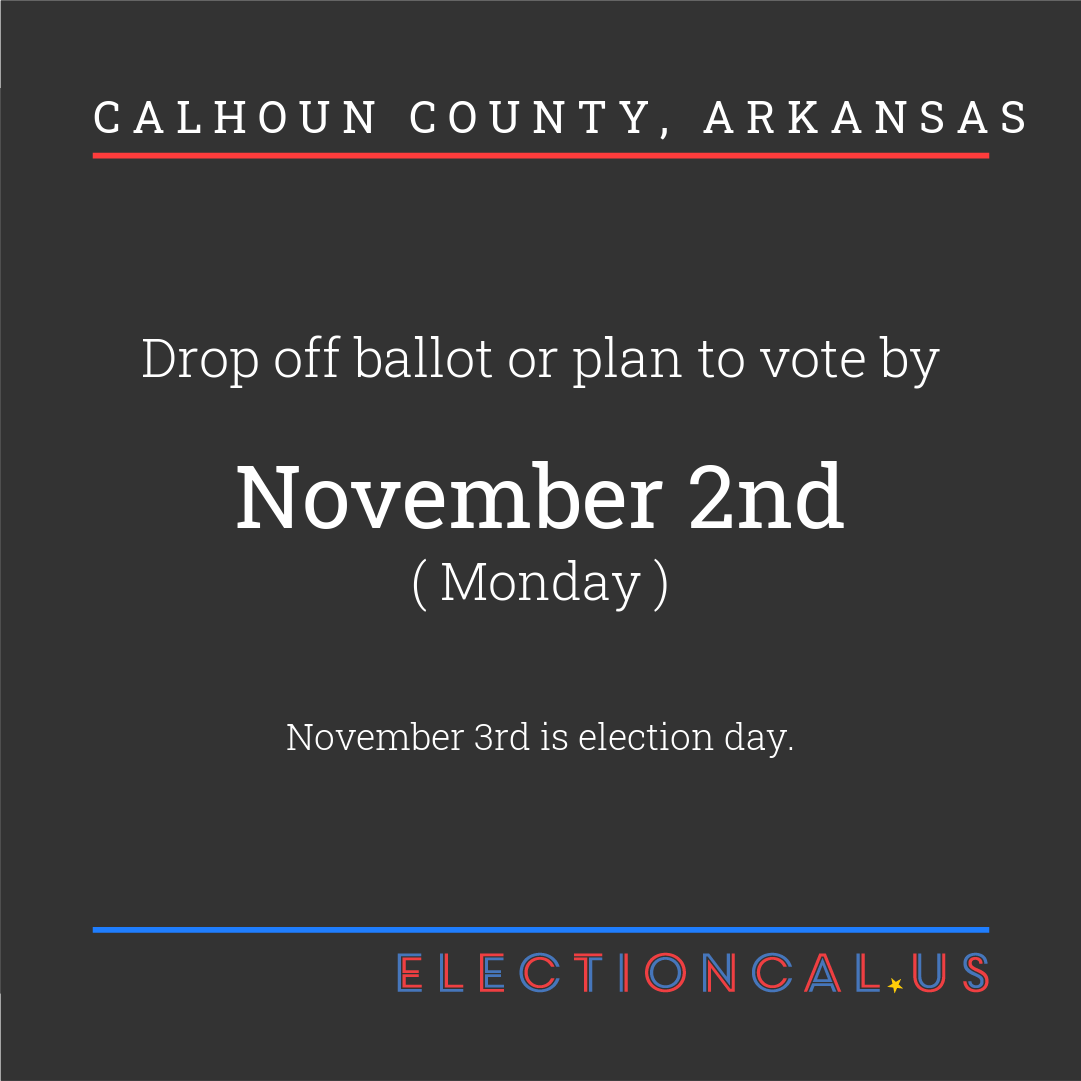 CALHOUN COUNTY, ARKANSAS
Drop off ballot or plan to vote by
November 2nd
( Monday )
November 3rd is election day.
ELECTIONCAL.US